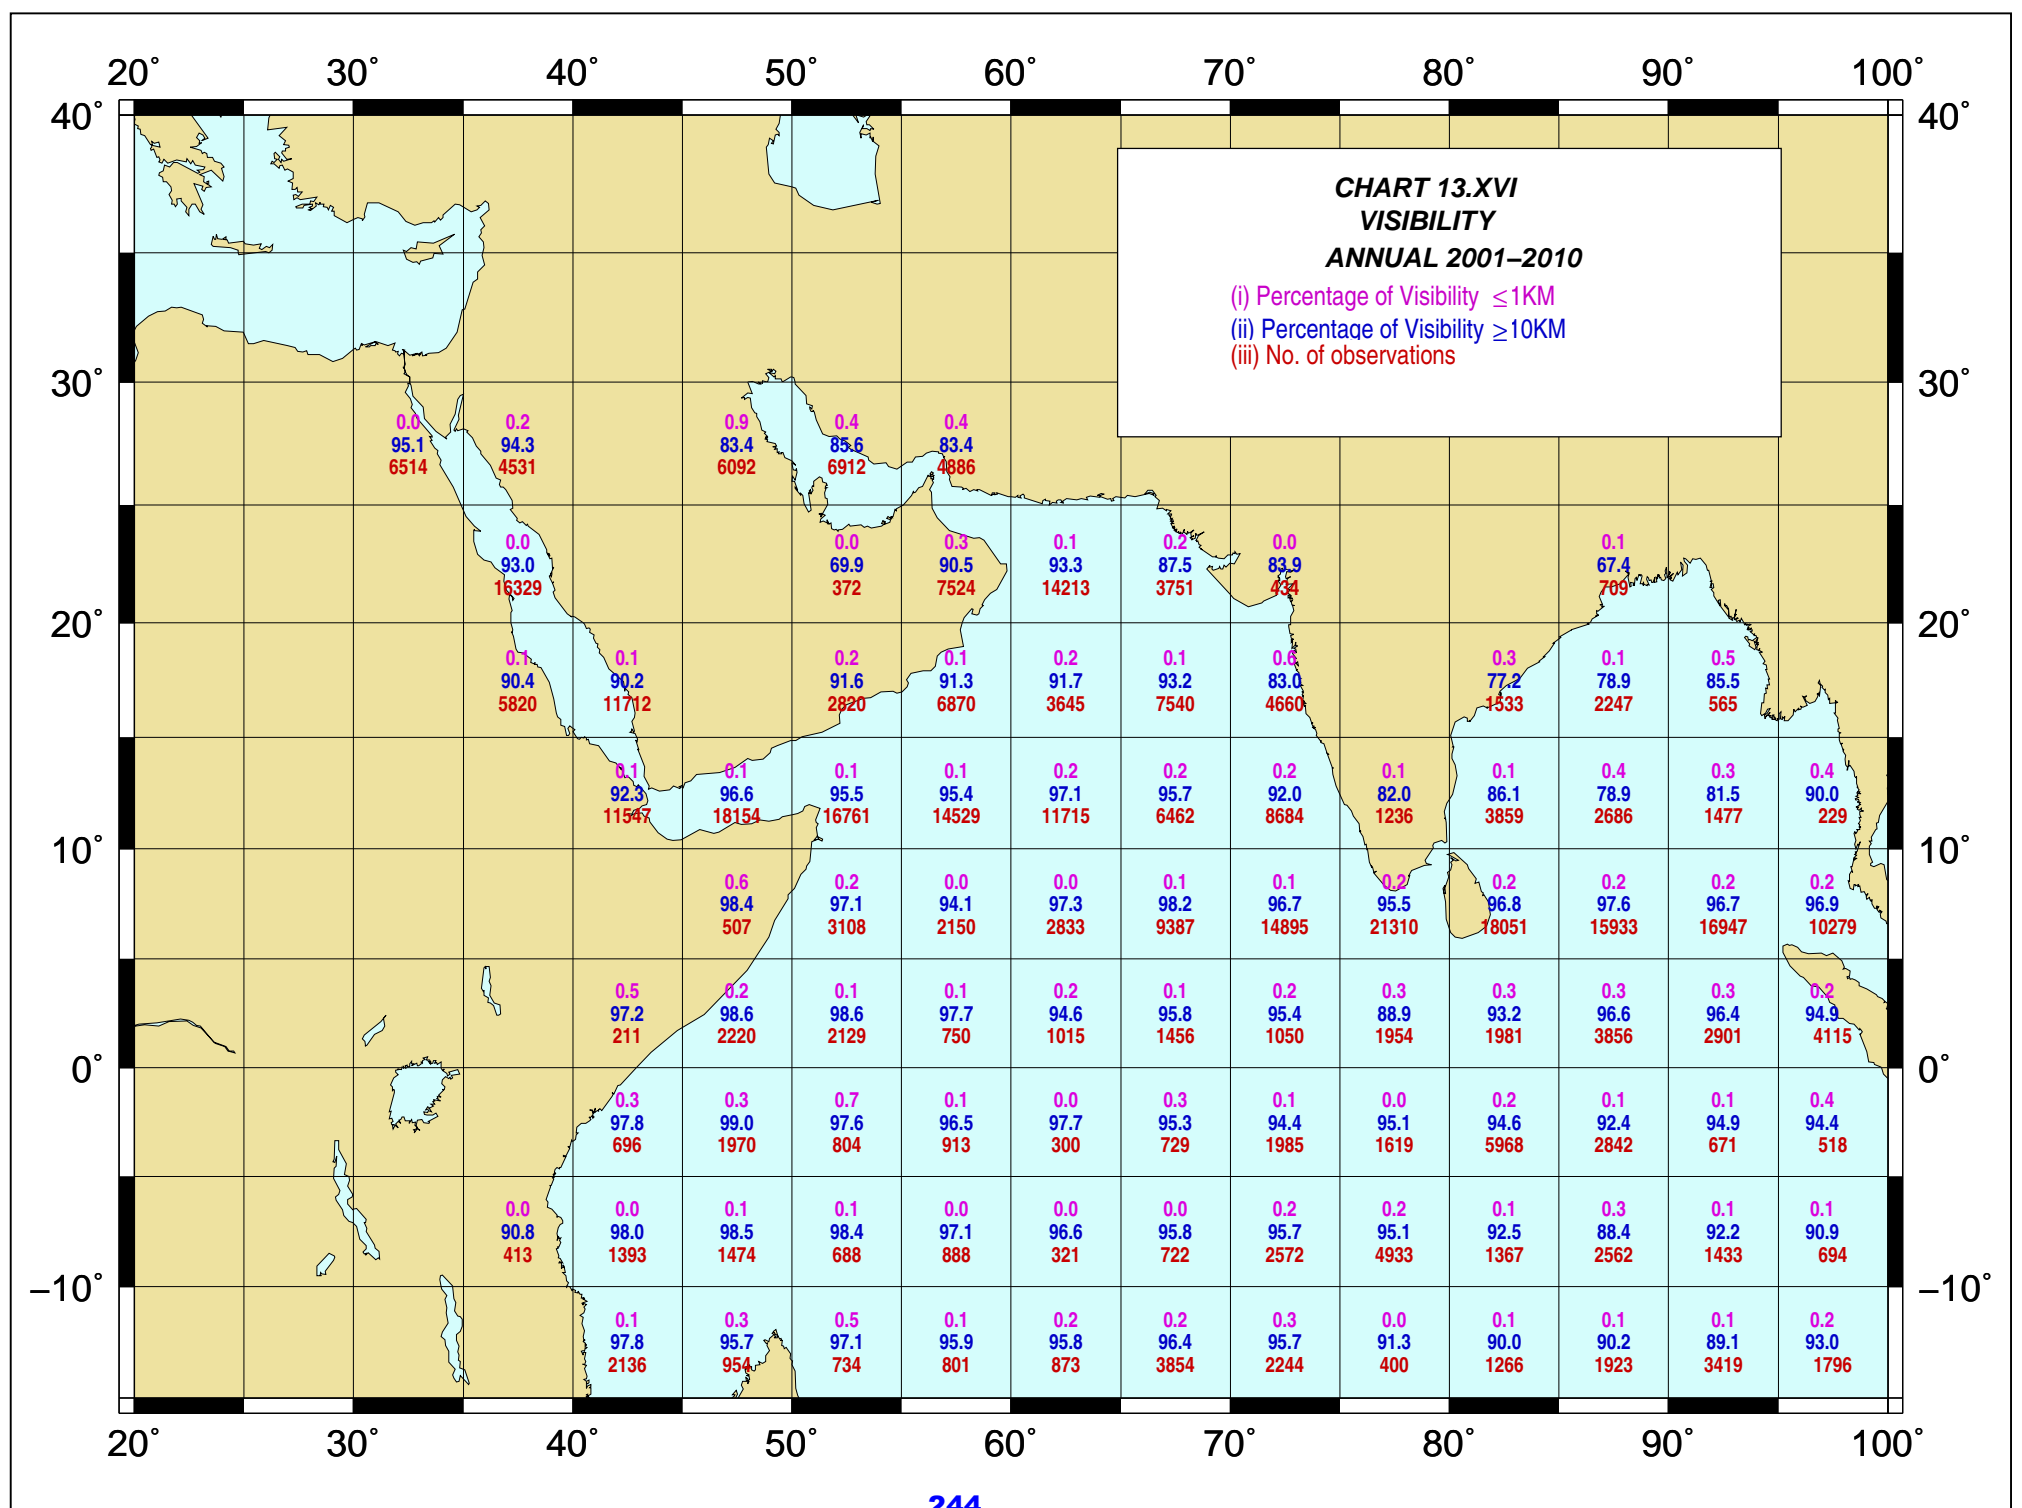 20° 30° 40° 50° 60° 70° 80° 90° 100°
40° 40°
CHART 13.XVI
VISIBILITY
ANNUAL 2001–2010
(i) Percentage of Visibility ≤1KM
(ii) Percentage of Visibility ≥10KM
(iii) No. of observations
30° 30°
0.0 0.2 0.9 0.4 0.4
95.1 94.3 83.4 85.6 83.4
6514 4531 6092 6912 4886
0.0 0.0 0.3 0.1 0.2 0.0 0.1
93.0 69.9 90.5 93.3 87.5 83.9 67.4
16329 372 7524 14213 3751 434 709
20° 20°
0.1 0.1 0.2 0.1 0.2 0.1 0.6 0.3 0.1 0.5
90.4 90.2 91.6 91.3 91.7 93.2 83.0 77.2 78.9 85.5
5820 11712 2820 6870 3645 7540 4660 1533 2247 565
0.1 0.1 0.1 0.1 0.2 0.2 0.2 0.1 0.1 0.4 0.3 0.4
92.3 96.6 95.5 95.4 97.1 95.7 92.0 82.0 86.1 78.9 81.5 90.0
11547 18154 16761 14529 11715 6462 8684 1236 3859 2686 1477 229
10° 10°
0.6 0.2 0.0 0.0 0.1 0.1 0.2 0.2 0.2 0.2 0.2
98.4 97.1 94.1 97.3 98.2 96.7 95.5 96.8 97.6 96.7 96.9
507 3108 2150 2833 9387 14895 21310 18051 15933 16947 10279
0.5 0.2 0.1 0.1 0.2 0.1 0.2 0.3 0.3 0.3 0.3 0.2
97.2 98.6 98.6 97.7 94.6 95.8 95.4 88.9 93.2 96.6 96.4 94.9
211 2220 2129 750 1015 1456 1050 1954 1981 3856 2901 4115
0° 0°
0.3 0.3 0.7 0.1 0.0 0.3 0.1 0.0 0.2 0.1 0.1 0.4
97.8 99.0 97.6 96.5 97.7 95.3 94.4 95.1 94.6 92.4 94.9 94.4
696 1970 804 913 300 729 1985 1619 5968 2842 671 518
0.0 0.0 0.1 0.1 0.0 0.0 0.0 0.2 0.2 0.1 0.3 0.1 0.1
90.8 98.0 98.5 98.4 97.1 96.6 95.8 95.7 95.1 92.5 88.4 92.2 90.9
413 1393 1474 688 888 321 722 2572 4933 1367 2562 1433 694
–10° –10°
0.1 0.3 0.5 0.1 0.2 0.2 0.3 0.0 0.1 0.1 0.1 0.2
97.8 95.7 97.1 95.9 95.8 96.4 95.7 91.3 90.0 90.2 89.1 93.0
2136 954 734 801 873 3854 2244 400 1266 1923 3419 1796
20° 30° 40° 50° 60° 70° 80° 90° 100°
244